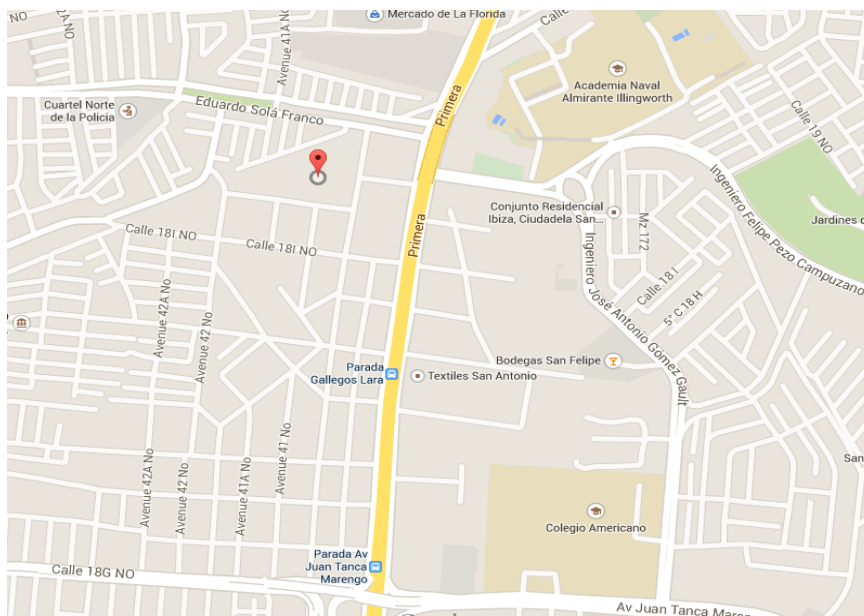 Mercado de La Florida
Calle
42A NO
Avenue 41A No
Academia Naval
Almirante Illingworth
Cuartel Norte
de la Policia
Eduardo Solá Franco
Primera
Calle 19 NO
Ingeniero Felipe Pezo Campuzano
Conjunto Residencial
Ibiza, Ciudadela San...
Mz 172
Jardines d
Calle 18I NO
Calle 18I NO
Primera
Ingeniero José Antonio Gómez Gault
Calle 18 I
5° C 18 H
Avenue 42A No
Avenue 42 No
Bodegas San Felipe
Parada
Gallegos Lara
Textiles San Antonio
Avenue 42A No
Avenue 42 No
Avenue 41A No
Avenue 41 No
San
Colegio Americano
Parada Av
Juan Tanca
Marengo
Calle 18G NO
Av Juan Tanca Maren